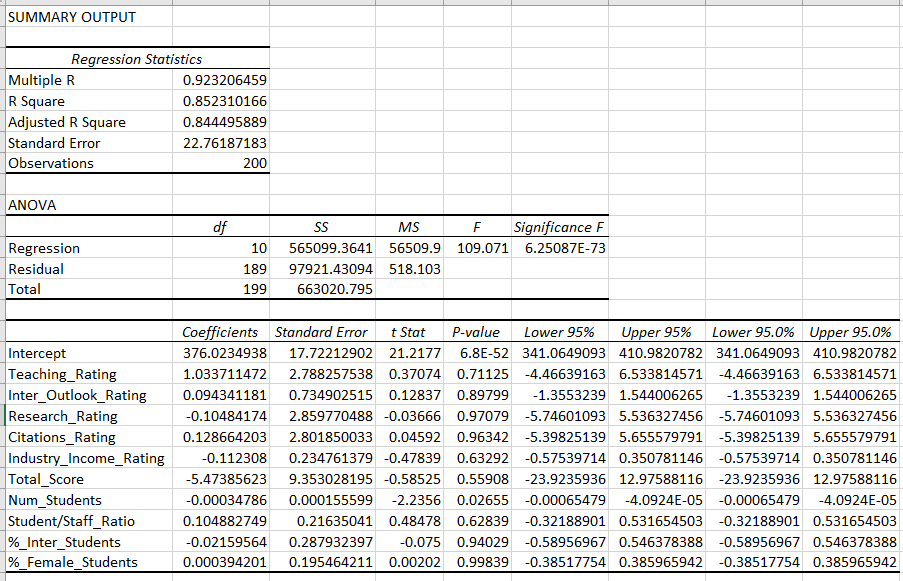 SUMMARY OUTPUT
Regression Statistics
Multiple R 0.923206459
R Square 0.852310166
Adjusted R Square 0.844495889
Standard Error 22.76187183
Observations 200
ANOVA
df SS MS F Significance F
Regression 10 565099.3641 56509.9 109.071 6.25087E-73
Residual 189 97921.43094 518.103
Total 199 663020.795
Coefficients Standard Error t Stat P-value Lower 95% Upper 95% Lower 95.0% Upper 95.0%
Intercept 376.0234938 17.72212902 21.2177 6.8E-52 341.0649093 410.9820782 341.0649093 410.9820782
Teaching_Rating 1.033711472 2.788257538 0.37074 0.71125 -4.46639163 6.533814571 -4.46639163 6.533814571
Inter_Outlook_Rating 0.094341181 0.734902515 0.12837 0.89799 -1.3553239 1.544006265 -1.3553239 1.544006265
Research_Rating -0.10484174 2.859770488 -0.03666 0.97079 -5.74601093 5.536327456 -5.74601093 5.536327456
Citations_Rating 0.128664203 2.801850033 0.04592 0.96342 -5.39825139 5.655579791 -5.39825139 5.655579791
Industry_Income_Rating -0.112308 0.234761379 -0.47839 0.63292 -0.57539714 0.350781146 -0.57539714 0.350781146
Total_Score -5.47385623 9.353028195 -0.58525 0.55908 -23.9235936 12.97588116 -23.9235936 12.97588116
Num_Students -0.00034786 0.000155599 -2.2356 0.02655 -0.00065479 -4.0924E-05 -0.00065479 -4.0924E-05
Student/Staff_Ratio 0.104882749 0.21635041 0.48478 0.62839 -0.32188901 0.531654503 -0.32188901 0.531654503
%_Inter_Students -0.02159564 0.287932397 -0.075 0.94029 -0.58956967 0.546378388 -0.58956967 0.546378388
%_Female_Students 0.000394201 0.195464211 0.00202 0.99839 -0.38517754 0.385965942 -0.38517754 0.385965942